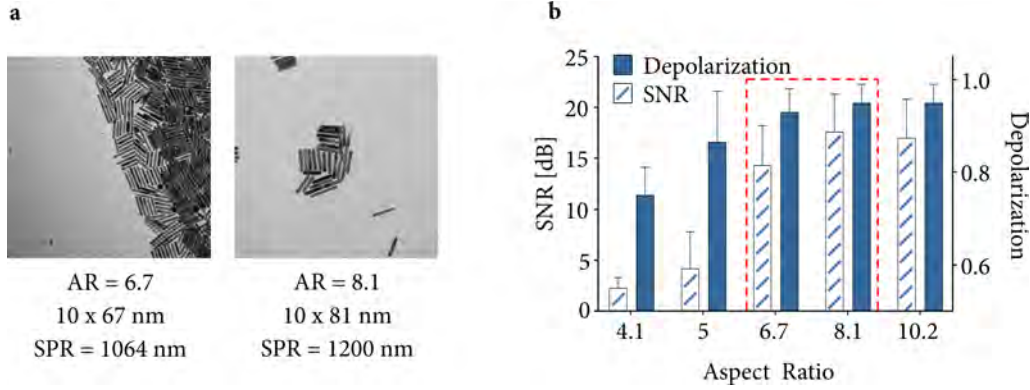 a
AR = 6.7
10 x 67 nm
SPR = 1064 nm
AR = 8.1
10 x 81 nm
SPR = 1200 nm
b
Depolarization
SNR
25
20
15
10
5
0
SNR [dB]
1.0
0.8
0.6
Depolarization
4.1 5 6.7 8.1 10.2
Aspect Ratio